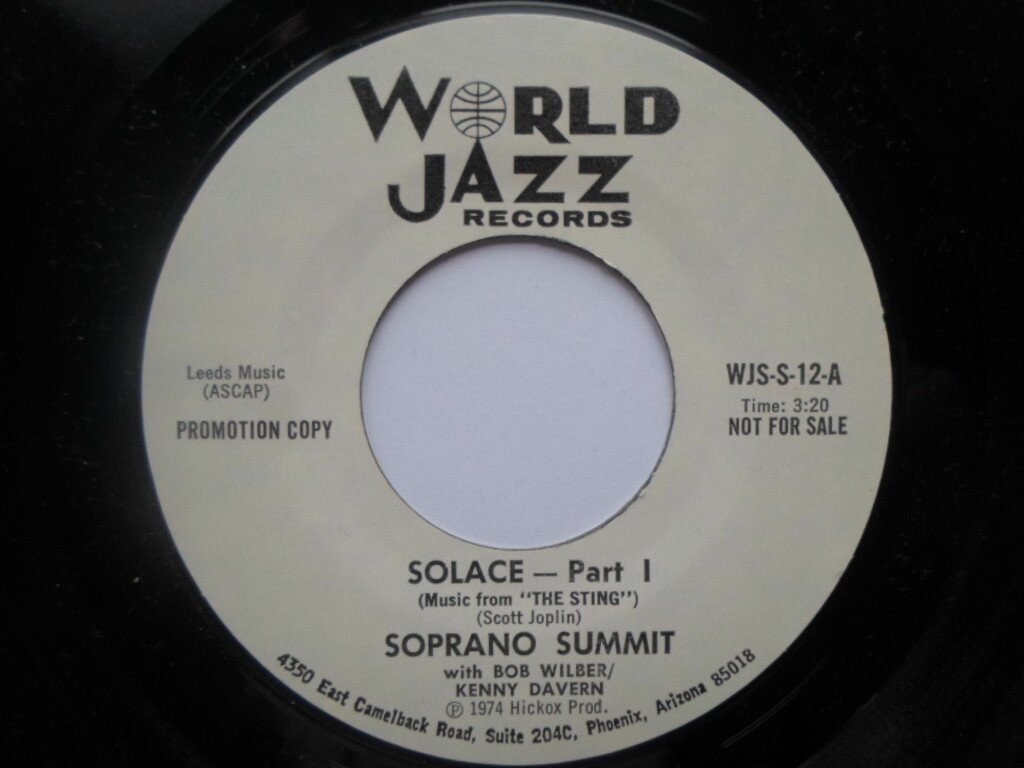 WORLD
JAZZ
RECORDS
Leeds Music
(ASCAP)
PROMOTION COPY
WJS-S-12-A
Time: 3:20
NOT FOR SALE
SOLACE — Part I
(Music from "THE STING")
(Scott Joplin)
SOPRANO SUMMIT
with BOB WILBER/
KENNY DAVERN
℗ 1974 Hickox Prod.
4350 East Camelback Road, Suite 204C, Phoenix, Arizona 85018